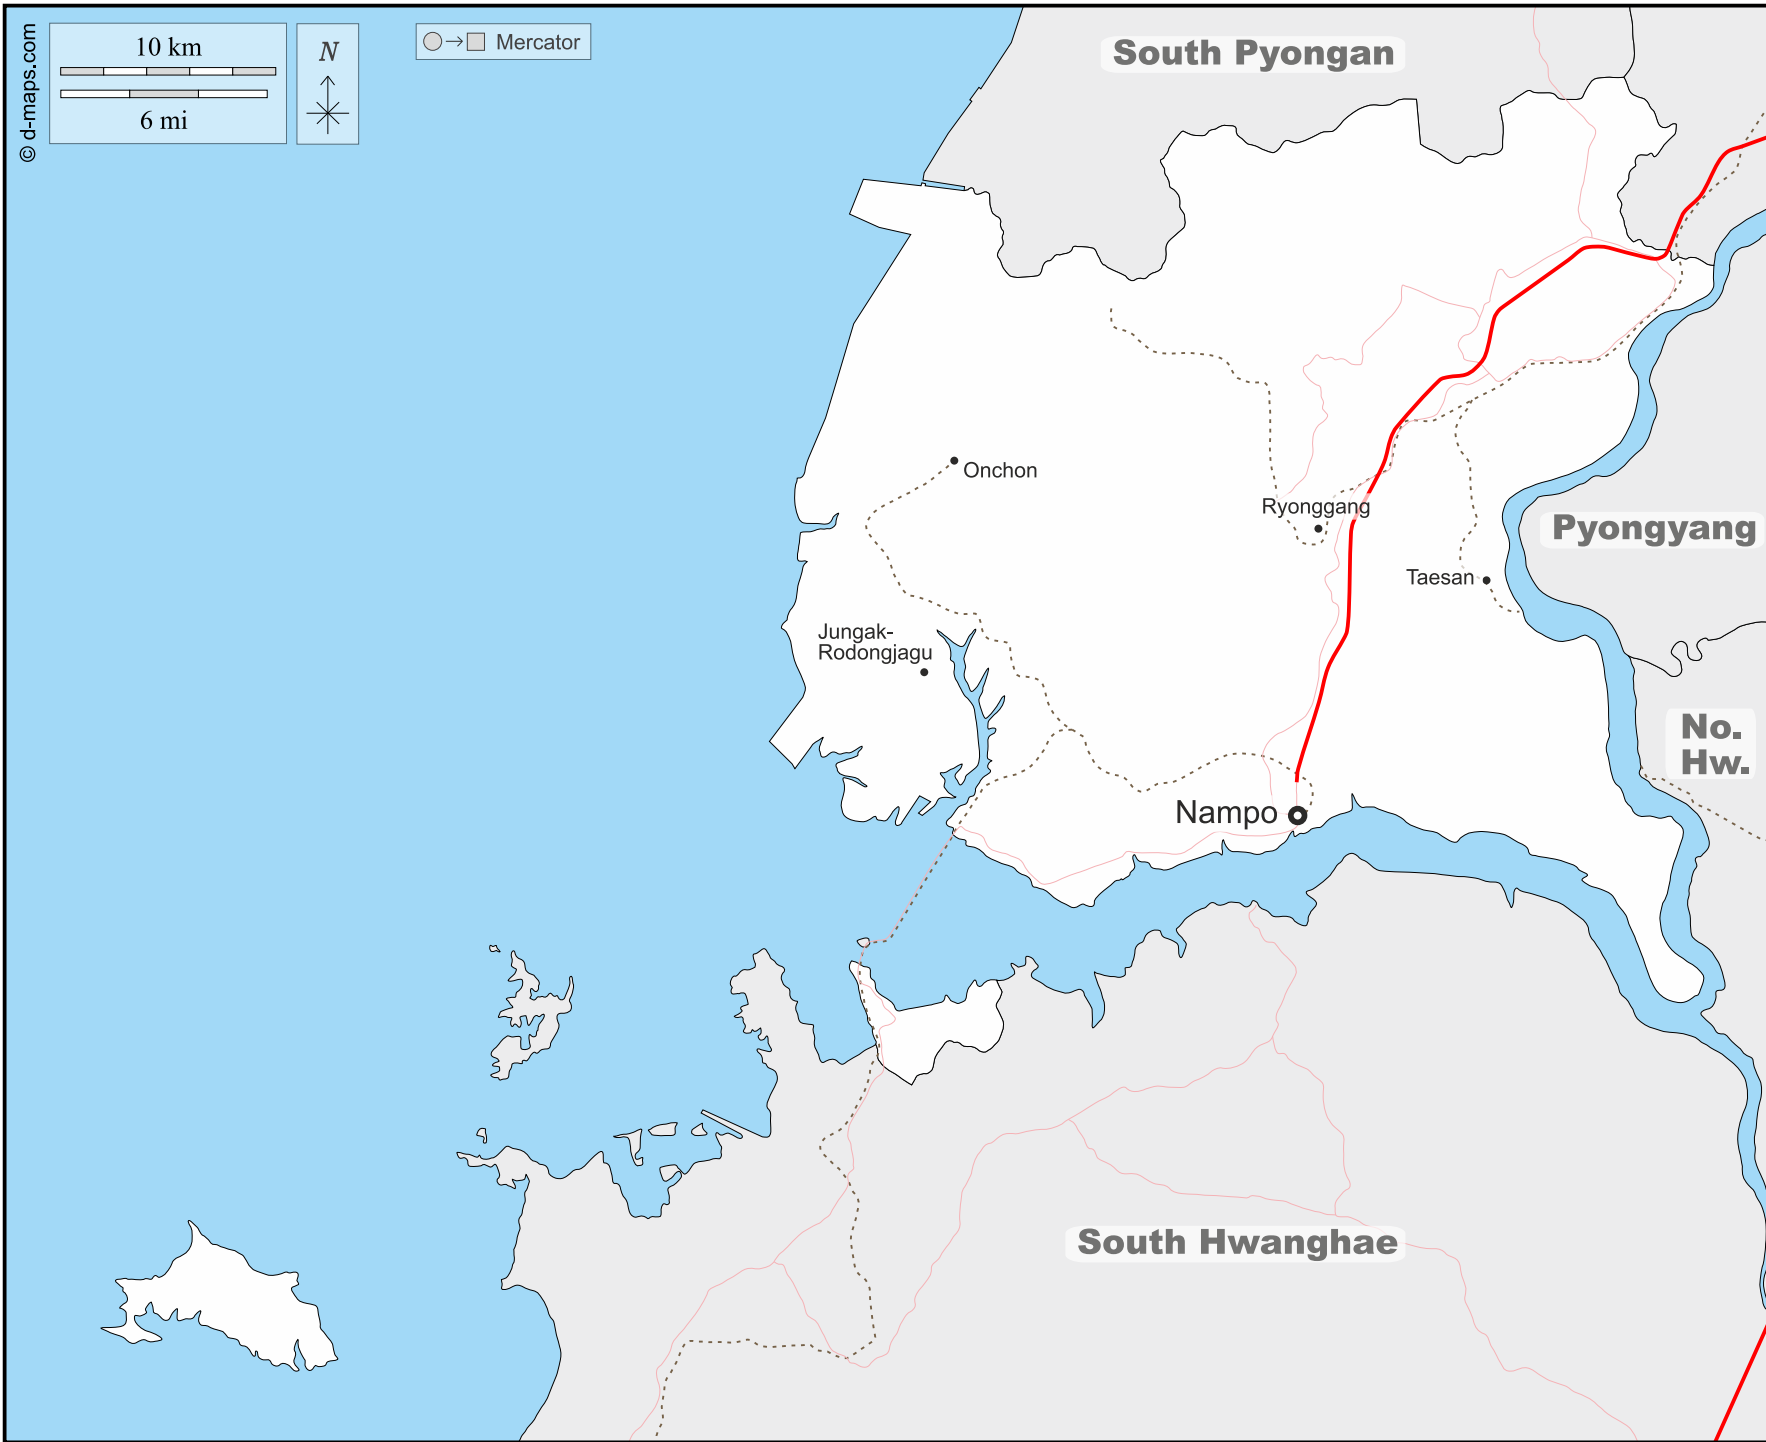 © d-maps.com
10 km
6 mi
N
Mercator
South Pyongan
Onchon
Ryonggang
Pyongyang
Taesan
Jungak-
Rodongjagu
No.
Hw.
Nampo
South Hwanghae